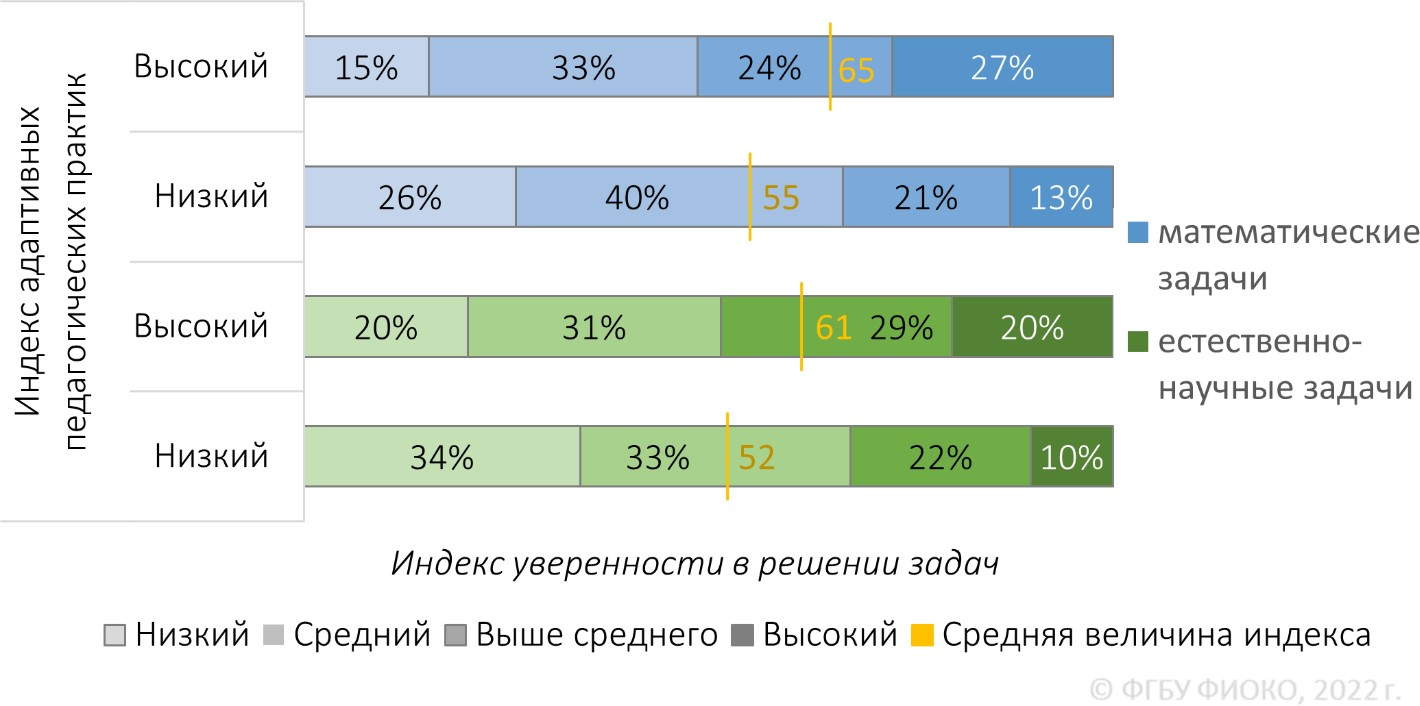 Индекс адаптивных
педагогических практик
Высокий
15%
33%
24%
65
27%
Низкий
26%
40%
55
21%
13%
Высокий
20%
31%
61
29%
20%
Низкий
34%
33%
52
22%
10%
математические
задачи
естественно-
научные задачи
Индекс уверенности в решении задач
Низкий
Средний
Выше среднего
Высокий
Средняя величина индекса
© ФГБУ ФИОКО, 2022 г.